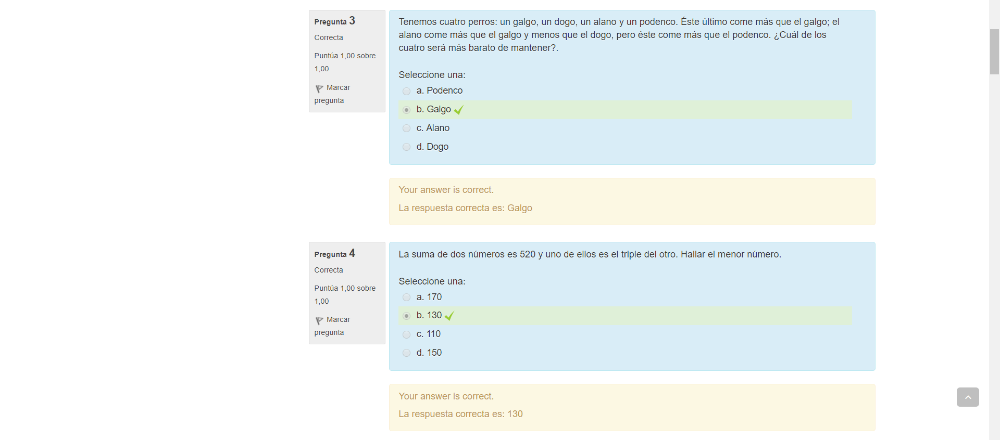 Pregunta 3
Correcta
Puntúa 1,00 sobre
1,00
Marcar
pregunta
Tenemos cuatro perros: un galgo, un dogo, un alano y un podenco. Éste último come más que el galgo; el
alano come más que el galgo y menos que el dogo, pero éste come más que el podenco. ¿Cuál de los
cuatro será más barato de mantener?.
Seleccione una:
a. Podenco
b. Galgo
c. Alano
d. Dogo
Your answer is correct.
La respuesta correcta es: Galgo
Pregunta 4
Correcta
Puntúa 1,00 sobre
1,00
Marcar
pregunta
La suma de dos números es 520 y uno de ellos es el triple del otro. Hallar el menor número.
Seleccione una:
a. 170
b. 130
c. 110
d. 150
Your answer is correct.
La respuesta correcta es: 130